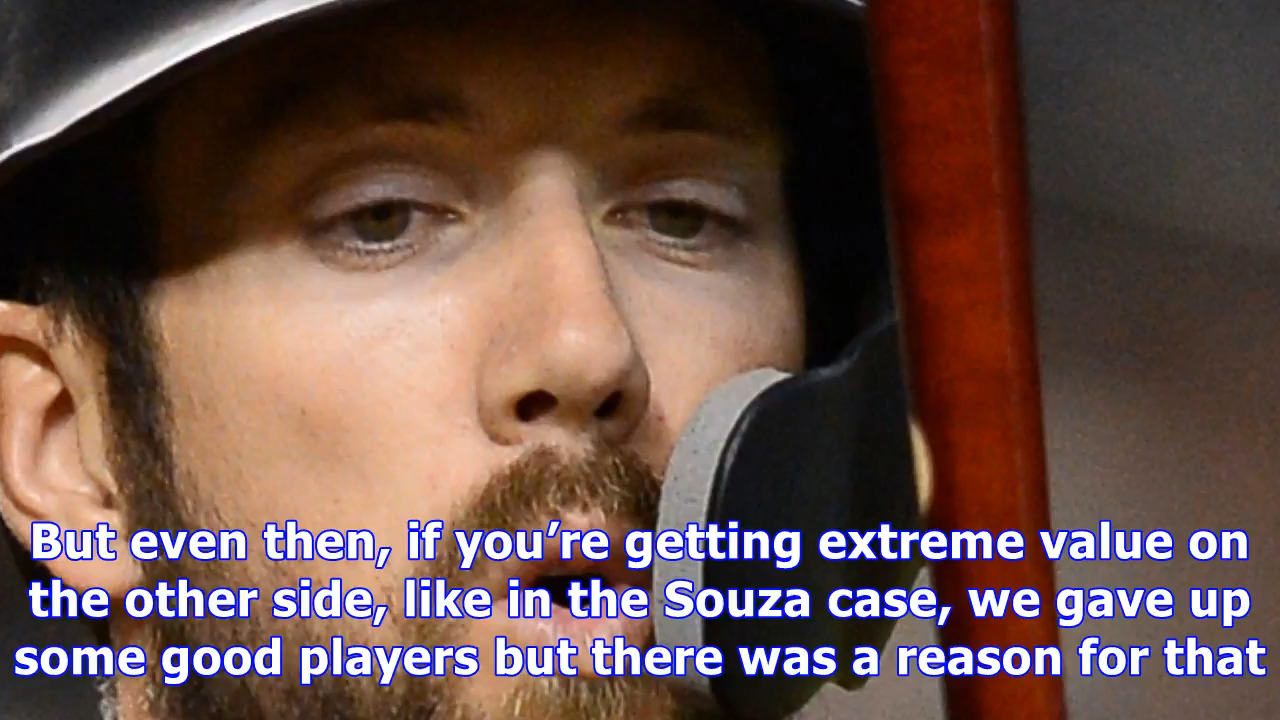 But even then, if you’re getting extreme value on
the other side, like in the Souza case, we gave up
some good players but there was a reason for that